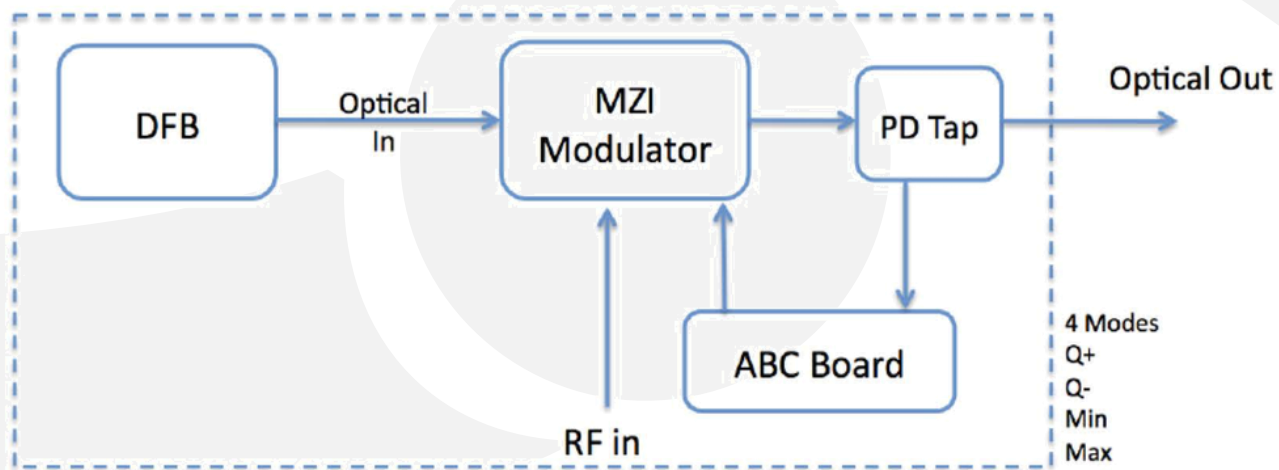 DFB
Optical
In
MZI
Modulator
PD Tap
Optical Out
ABC Board
RF in
4 Modes
Q+
Q-
Min
Max